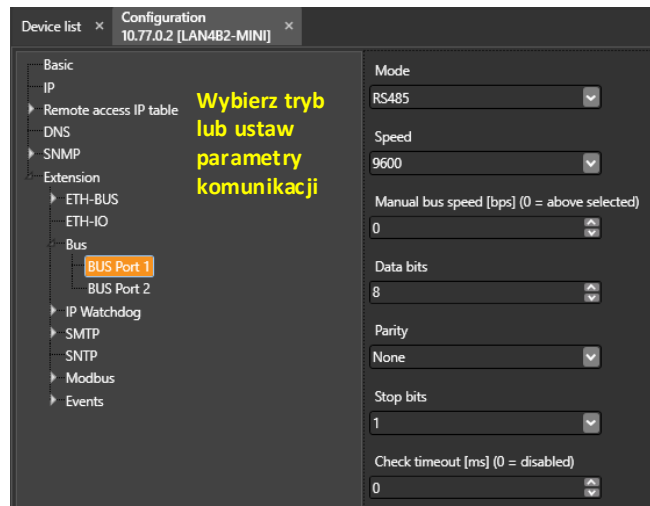 Device list ×
Configuration
10.77.0.2 [LAN4B2-MINI] ×
Basic
IP
Remote access IP table
DNS
SNMP
Extension
ETH-BUS
ETH-IO
Bus
BUS Port 1
BUS Port 2
IP Watchdog
SMTP
SNTP
Modbus
Events
Wybierz tryb
lub ustaw
parametry
komunikacji
Mode
RS485
Speed
9600
Manual bus speed [bps] (0 = above selected)
0
Data bits
8
Parity
None
Stop bits
1
Check timeout [ms] (0 = disabled)
0